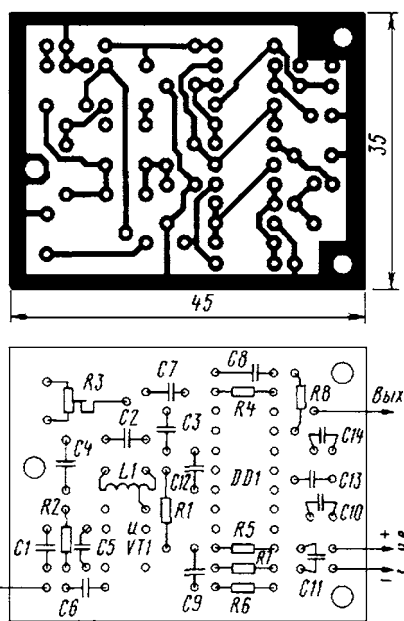 35
45
C7
C8
R3
R4
R8
Вых
C2
C3
C14
C4
L1
C12
DD1
C13
R1
C10
R2
и
VT1
C1
C5
R5
+
R7
C11
–
C6
C9
R6